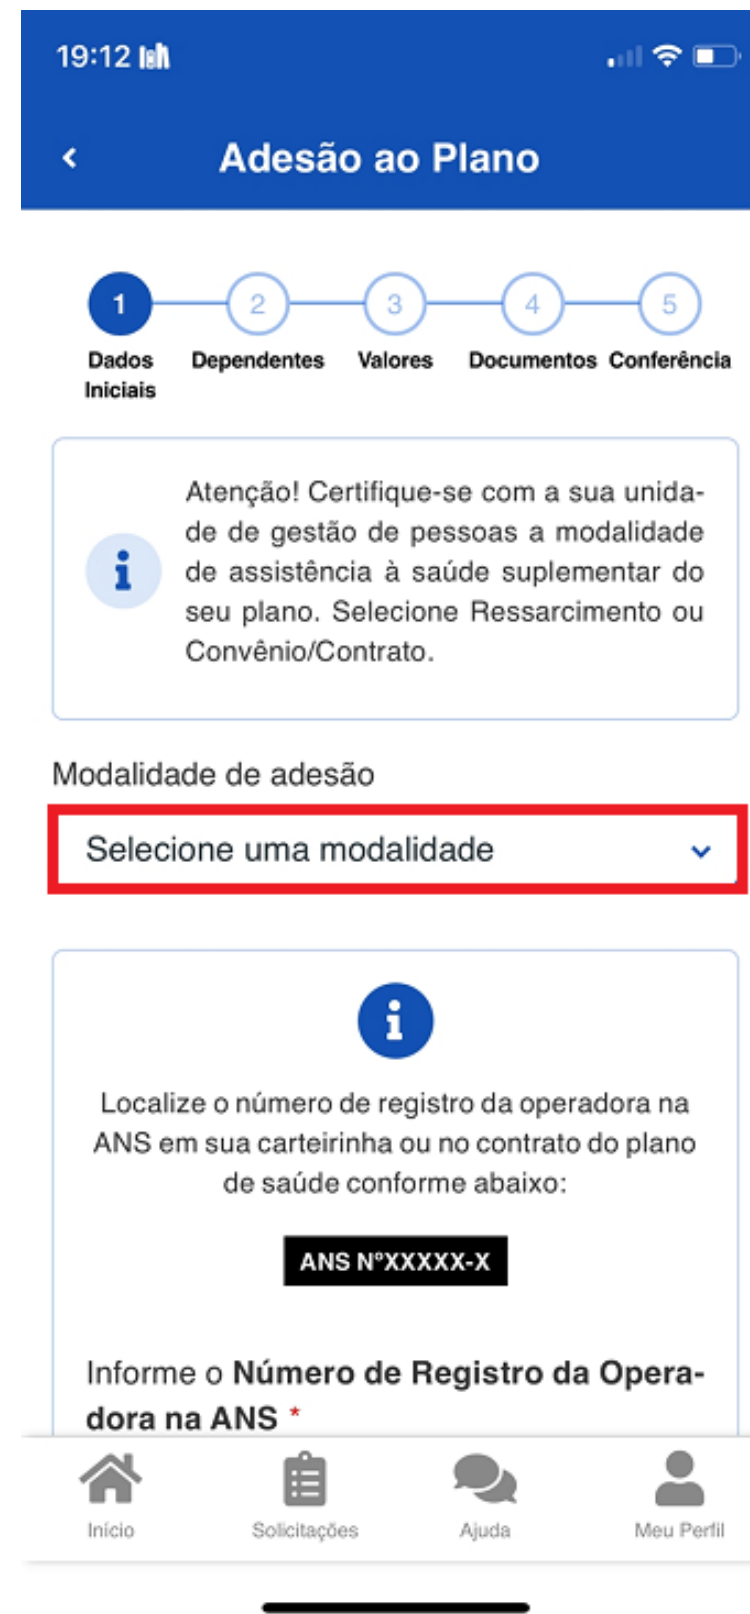 19:12
Adesão ao Plano
1 2 3 4 5
Dados Dependentes Valores Documentos Conferência
Iniciais
Atenção! Certifique-se com a sua unida-
de de gestão de pessoas a modalidade
de assistência à saúde suplementar do
seu plano. Selecione Ressarcimento ou
Convênio/Contrato.
Modalidade de adesão
Selecione uma modalidade
Localize o número de registro da operadora na
ANS em sua carteirinha ou no contrato do plano
de saúde conforme abaixo:
ANS NºXXXXX-X
Informe o Número de Registro da Opera-
dora na ANS *
Início Solicitações Ajuda Meu Perfil